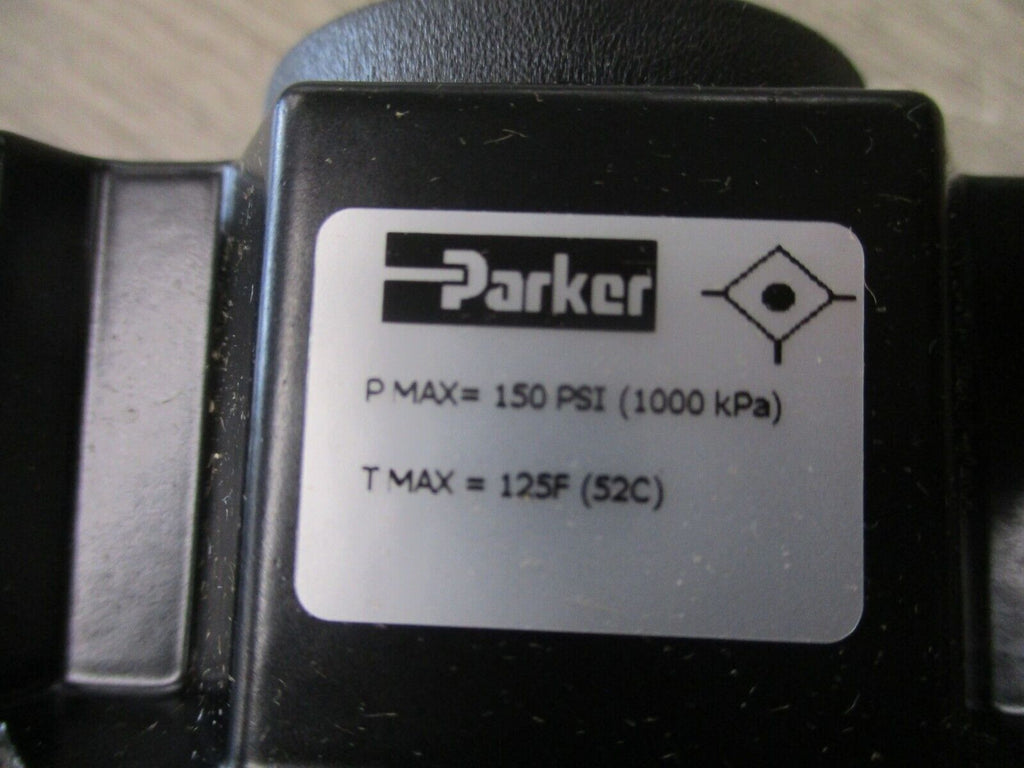 Parker
P MAX= 150 PSI (1000 kPa)
T MAX = 125F (52C)